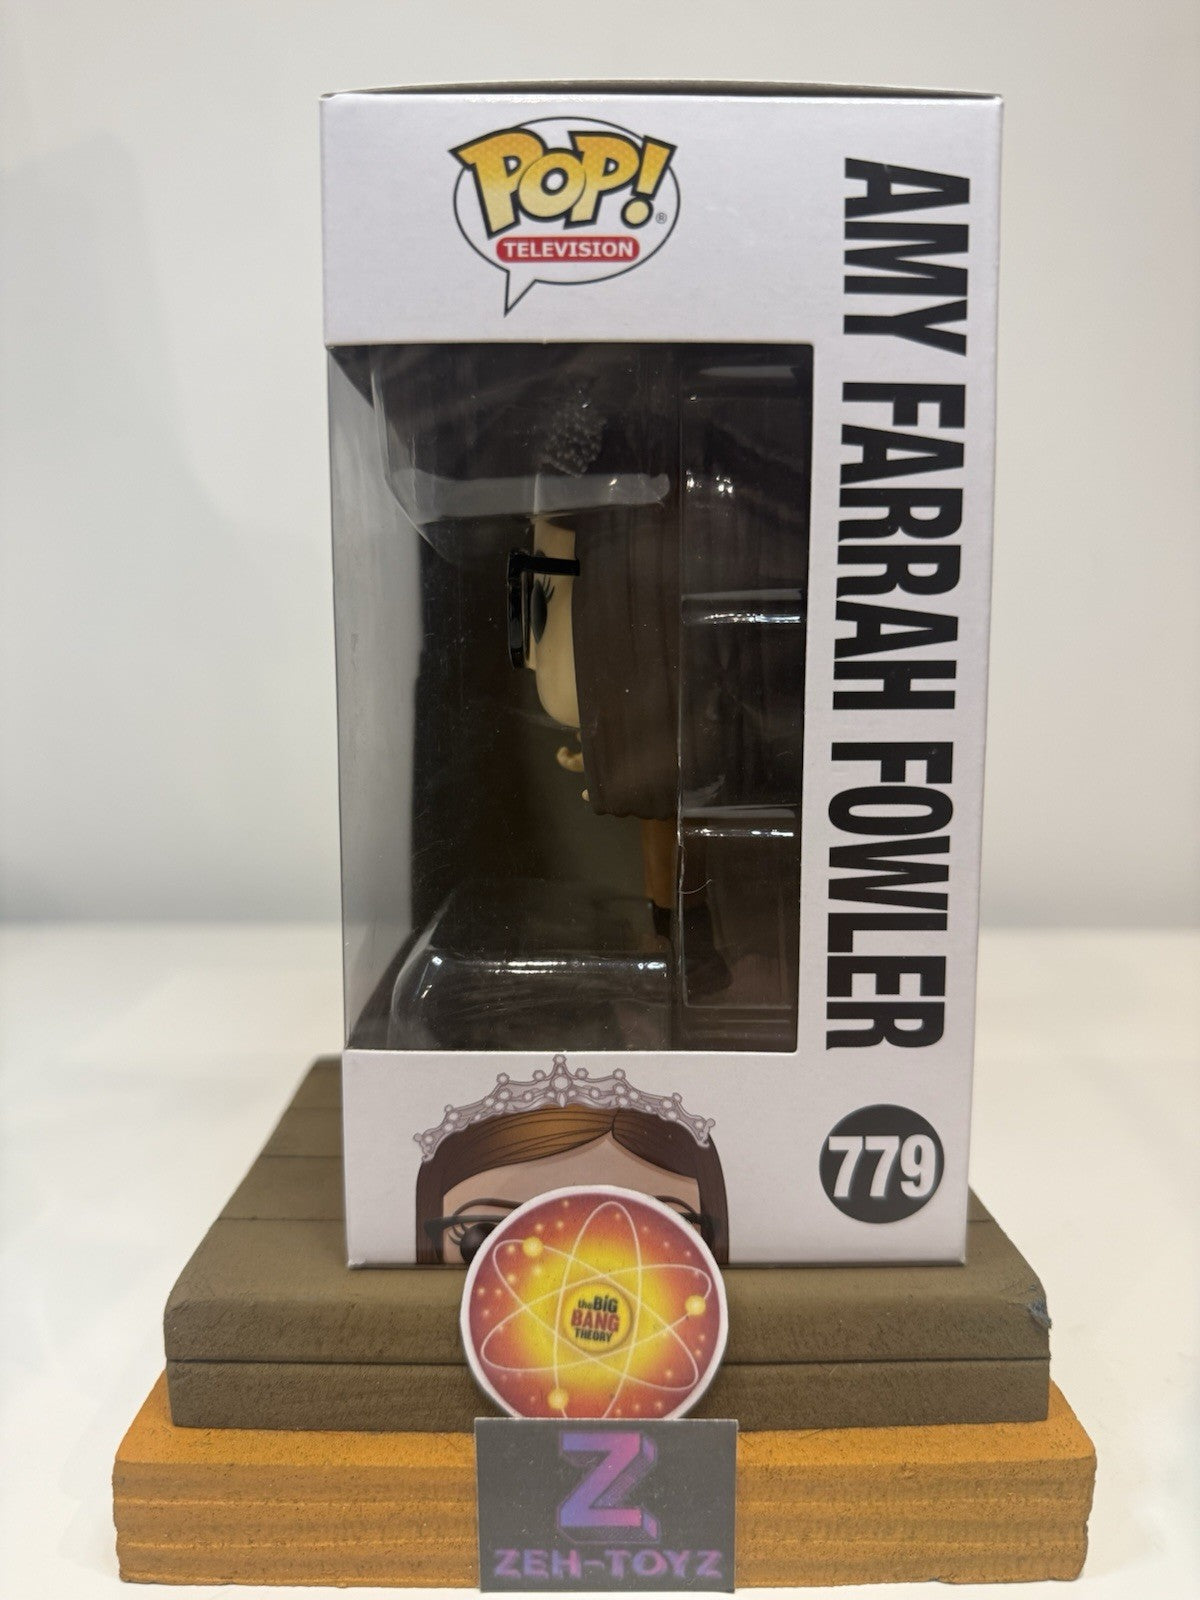 POP!®
TELEVISION
AMY FARRAH FOWLER
779
the BiG
BANG
THEORY
Z
ZEH-TOYZ